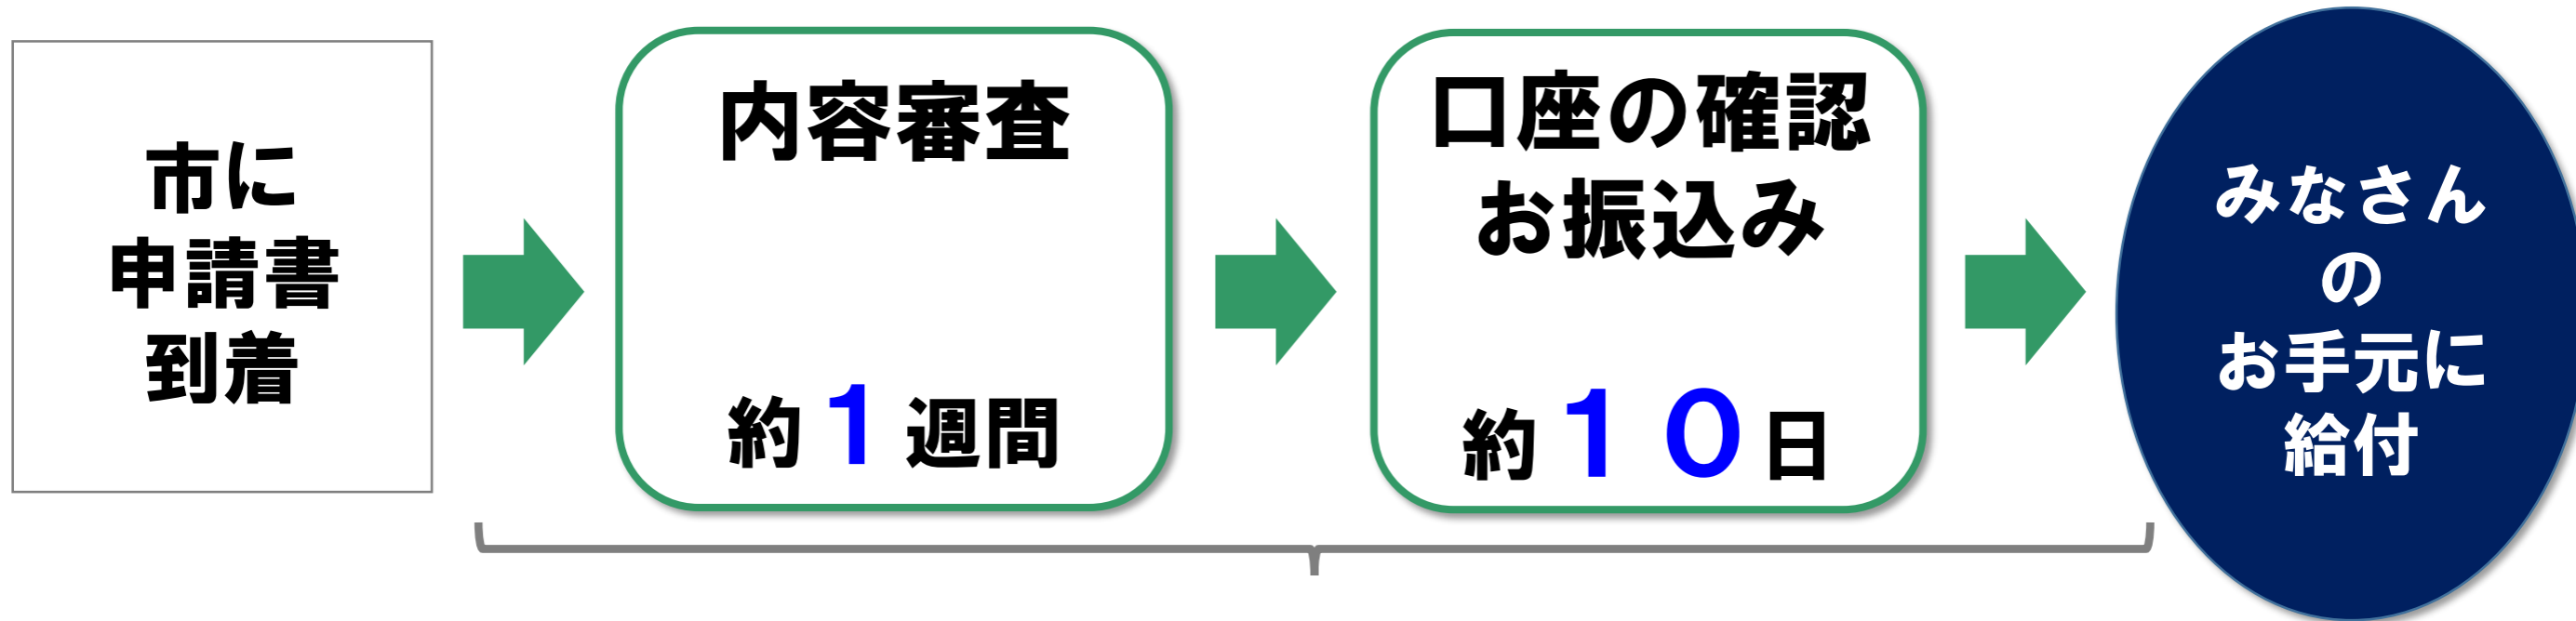 市に
申請書
到着
内容審査
約１週間
口座の確認
お振込み
約１０日
みなさん
の
お手元に
給付